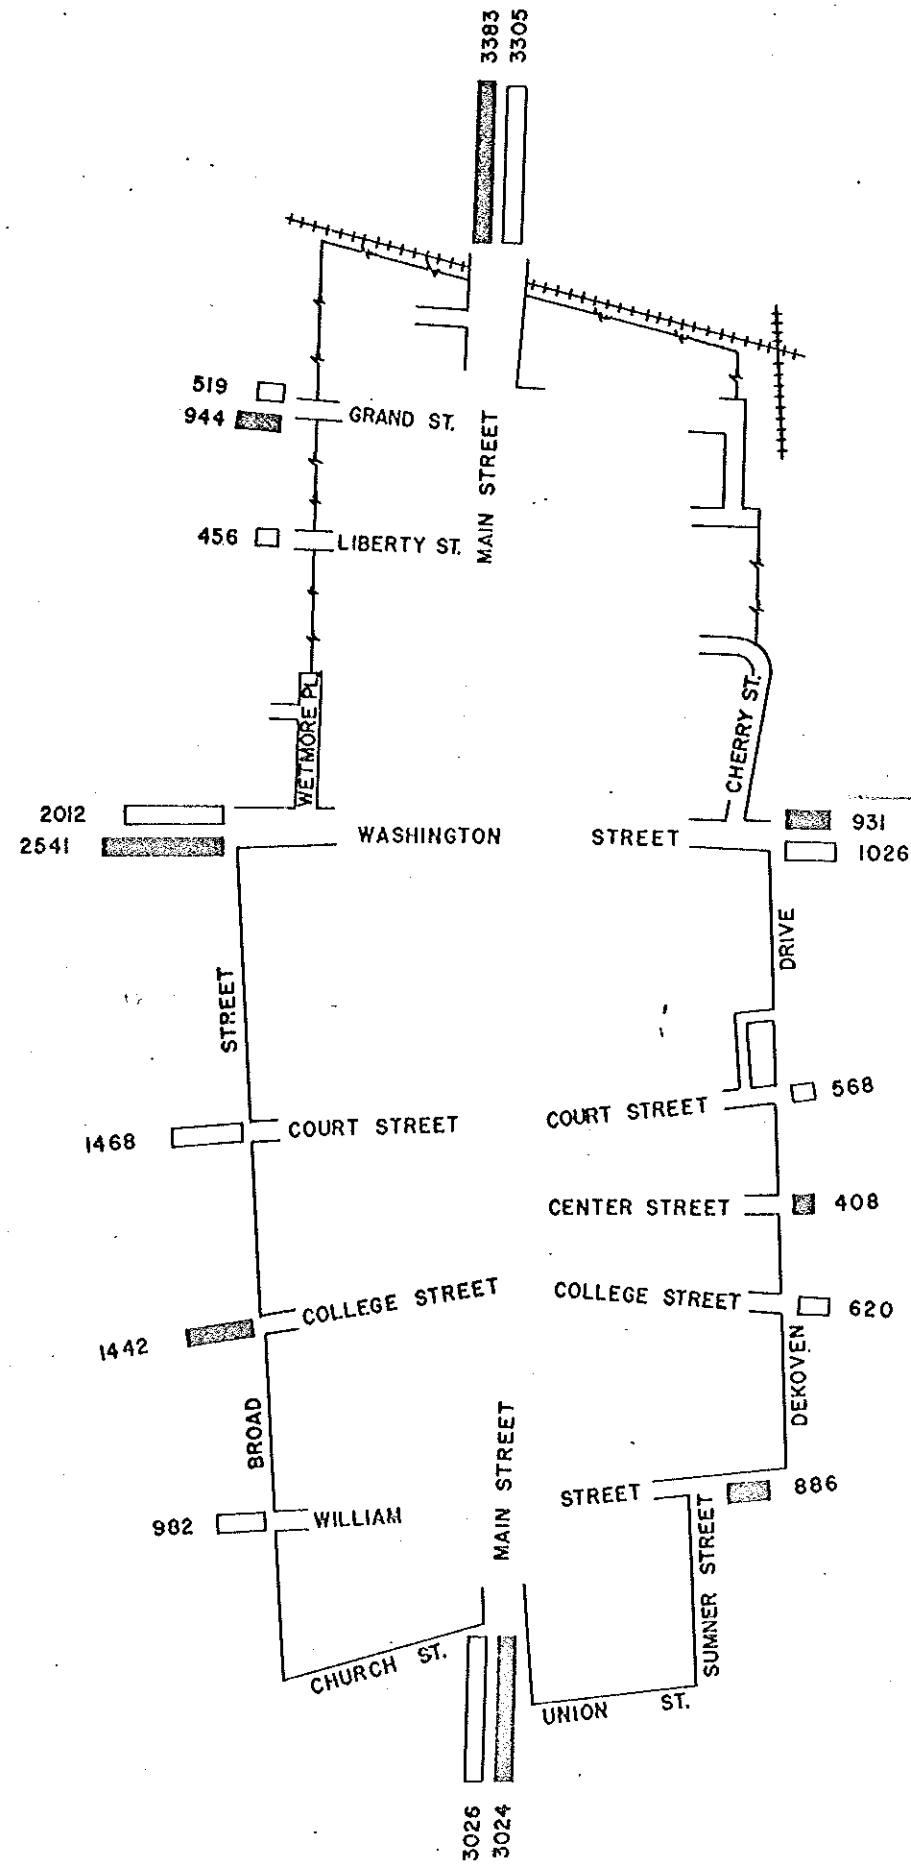 3383
3305
519
944
GRAND ST.
MAIN STREET
456
LIBERTY ST.
WETMORE PL.
CHERRY ST.
2012
2541
WASHINGTON STREET
931
1026
STREET
DRIVE
1468
COURT STREET
COURT STREET
568
CENTER STREET
408
1442
COLLEGE STREET
COLLEGE STREET
620
BROAD
DEKOVEN
MAIN STREET
982
WILLIAM
STREET
886
SUMNER STREET
CHURCH ST.
UNION ST.
3026
3024